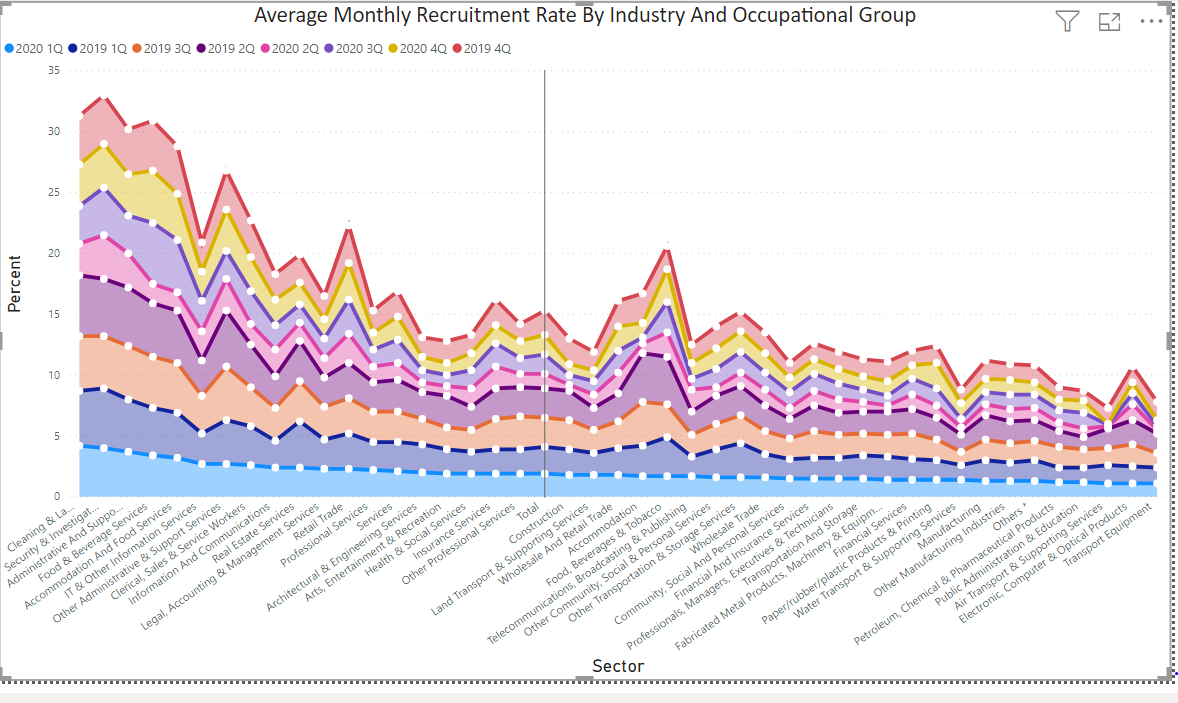 Average Monthly Recruitment Rate By Industry And Occupational Group
2020 1Q 2019 1Q 2019 3Q 2019 2Q 2020 2Q 2020 3Q 2020 4Q 2019 4Q
35
30
25
20
15
10
5
0
Percent
Cleaning & La...
Security & Investigat...
Administrative And Suppo...
Food & Beverage Services
Accommodation And Food Services
IT & Other Information Services
Other Administrative & Support Services
Clerical, Sales & Service Workers
Information And Communications
Real Estate Services
Legal, Accounting & Management Services
Retail Trade
Professional Services
Architectural & Engineering Services
Arts, Entertainment & Recreation
Health & Social Services
Insurance Services
Other Professional Services
Total
Construction
Land Transport & Supporting Services
Wholesale And Retail Trade
Accommodation
Food, Beverages & Tobacco
Telecommunications, Broadcasting & Publishing
Other Community, Social & Personal Services
Other Transportation & Storage Services
Wholesale Trade
Community, Social And Personal Services
Financial And Insurance Services
Professionals, Managers, Executives & Technicians
Transportation And Storage
Fabricated Metal Products, Machinery & Equipm...
Financial Services
Paper/rubber/plastic Products & Printing
Water Transport & Supporting Services
Manufacturing
Other Manufacturing Industries
Others *
Petroleum, Chemical & Pharmaceutical Products
Public Administration & Education
Air Transport & Supporting Services
Electronic, Computer & Optical Products
Transport Equipment
Sector